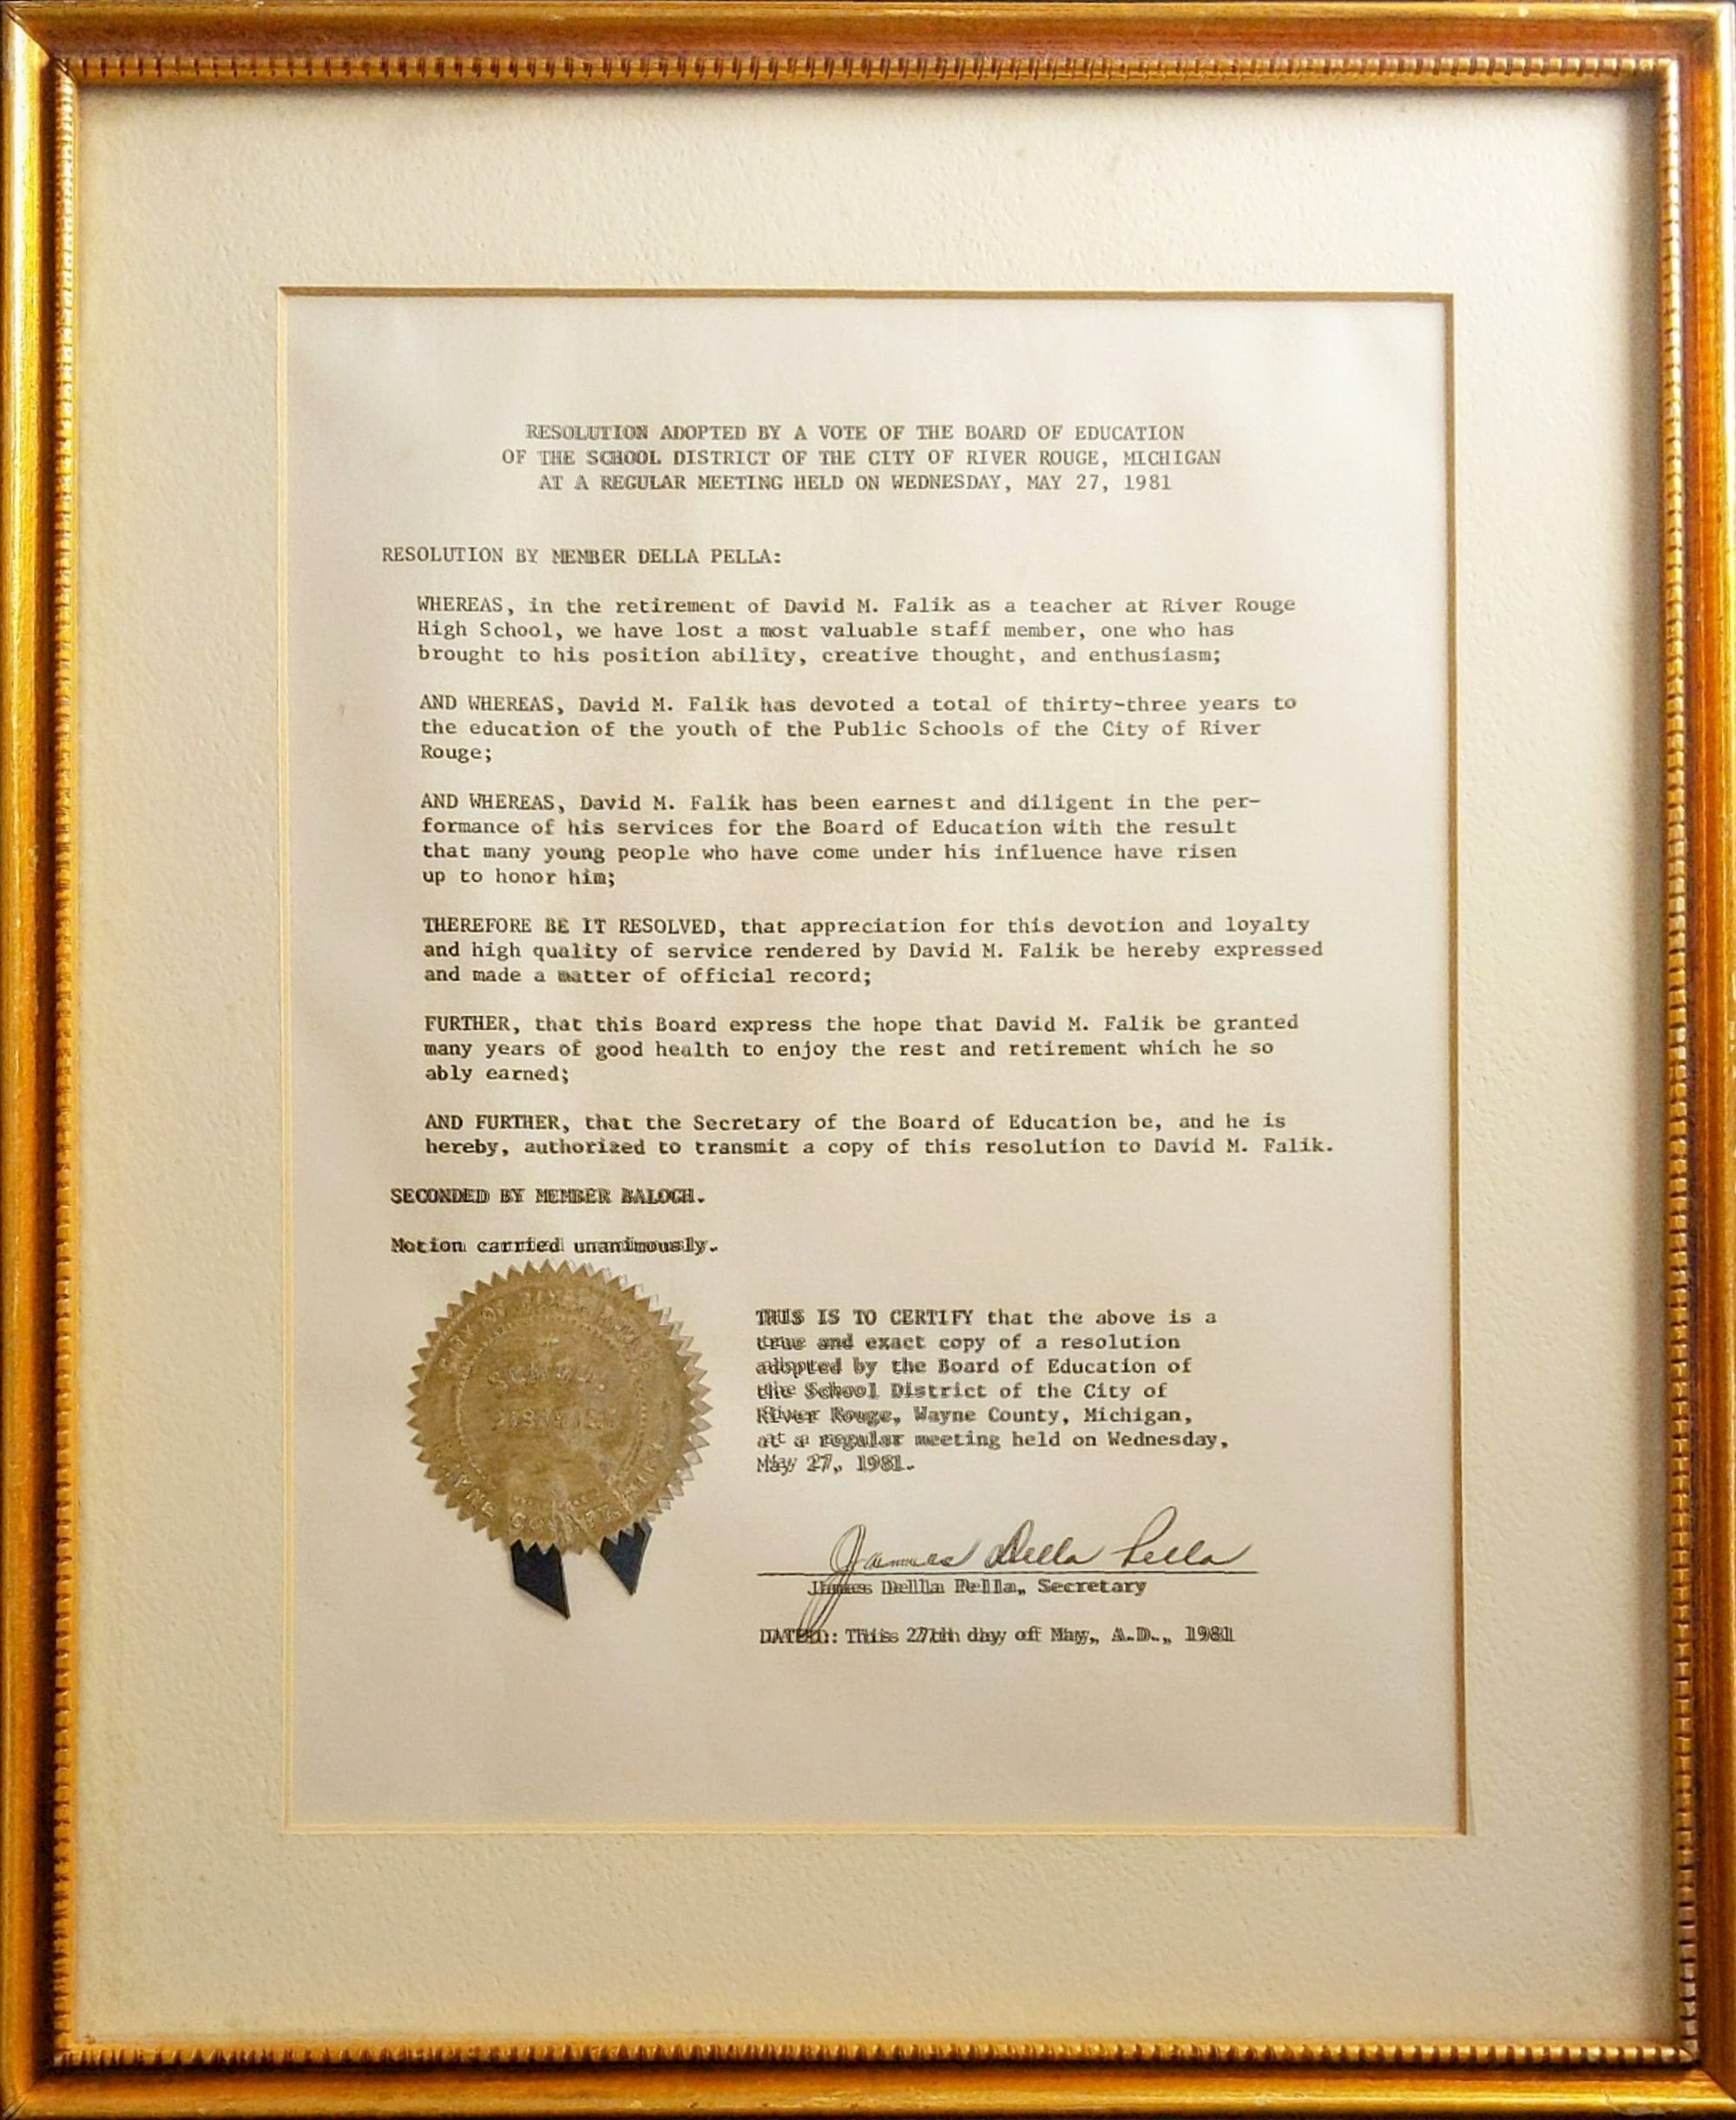 RESOLUTION ADOPTED BY A VOTE OF THE BOARD OF EDUCATION
OF THE SCHOOL DISTRICT OF THE CITY OF RIVER ROUGE, MICHIGAN
AT A REGULAR MEETING HELD ON WEDNESDAY, MAY 27, 1981
RESOLUTION BY MEMBER DELLA PELLA:
WHEREAS, in the retirement of David M. Falik as a teacher at River Rouge
High School, we have lost a most valuable staff member, one who has
brought to his position ability, creative thought, and enthusiasm;
AND WHEREAS, David M. Falik has devoted a total of thirty-three years to
the education of the youth of the Public Schools of the City of River
Rouge;
AND WHEREAS, David M. Falik has been earnest and diligent in the per-
formance of his services for the Board of Education with the result
that many young people who have come under his influence have risen
up to honor him;
THEREFORE BE IT RESOLVED, that appreciation for this devotion and loyalty
and high quality of service rendered by David M. Falik be hereby expressed
and made a matter of official record;
FURTHER, that this Board express the hope that David M. Falik be granted
many years of good health to enjoy the rest and retirement which he so
ably earned;
AND FURTHER, that the Secretary of the Board of Education be, and he is
hereby, authorized to transmit a copy of this resolution to David M. Falik.
SECONDED BY MEMBER BALOGH.
Motion carried unanimously.
SCHOOL
DISTRICT
WAYNE COUNTY
THIS IS TO CERTIFY that the above is a
true and exact copy of a resolution
adopted by the Board of Education of
the School District of the City of
River Rouge, Wayne County, Michigan,
at a regular meeting held on Wednesday,
May 27, 1981.
James Della Pella
James Della Pella, Secretary
DATED: This 27th day of May, A.D., 1981